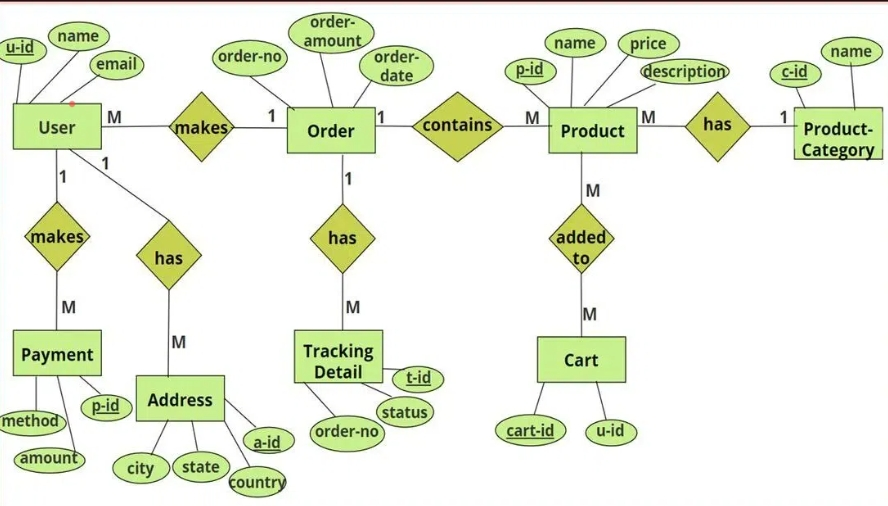 u-id
name
email
order-no
order-
amount
order-
date
p-id
name
price
description
c-id
name
User
M
makes
1
Order
1
contains
M
Product
M
has
1
Product-
Category
1
1
1
M
makes
has
has
added
to
M
M
M
M
Payment
Address
Tracking
Detail
Cart
method
p-id
amount
city
state
a-id
country
t-id
status
order-no
cart-id
u-id